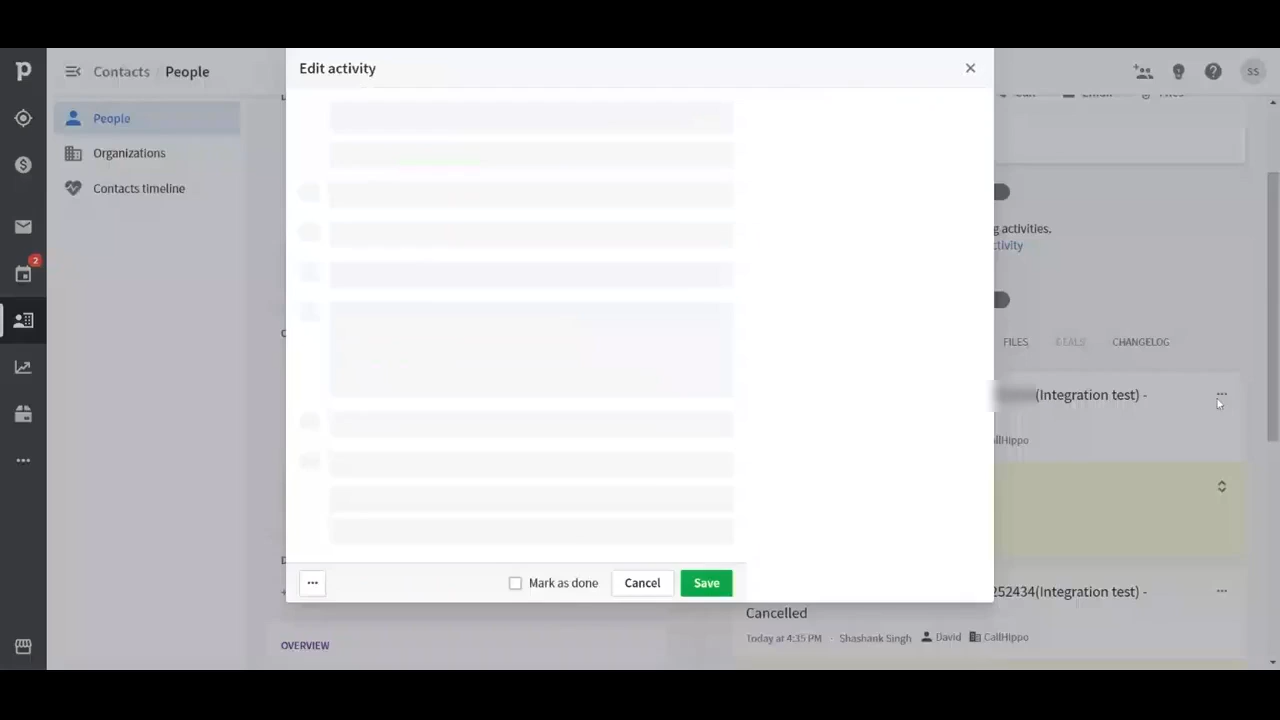 Edit activity
Contacts / People
SS
People
Organizations
Contacts timeline
2
g activities.
ctivity
FILES
DEALS
CHANGELOG
(Integration test) -
allHippo
252434(Integration test) -
Cancelled
Today at 4:35 PM · Shashank Singh David CallHippo
Mark as done
Cancel
Save
OVERVIEW